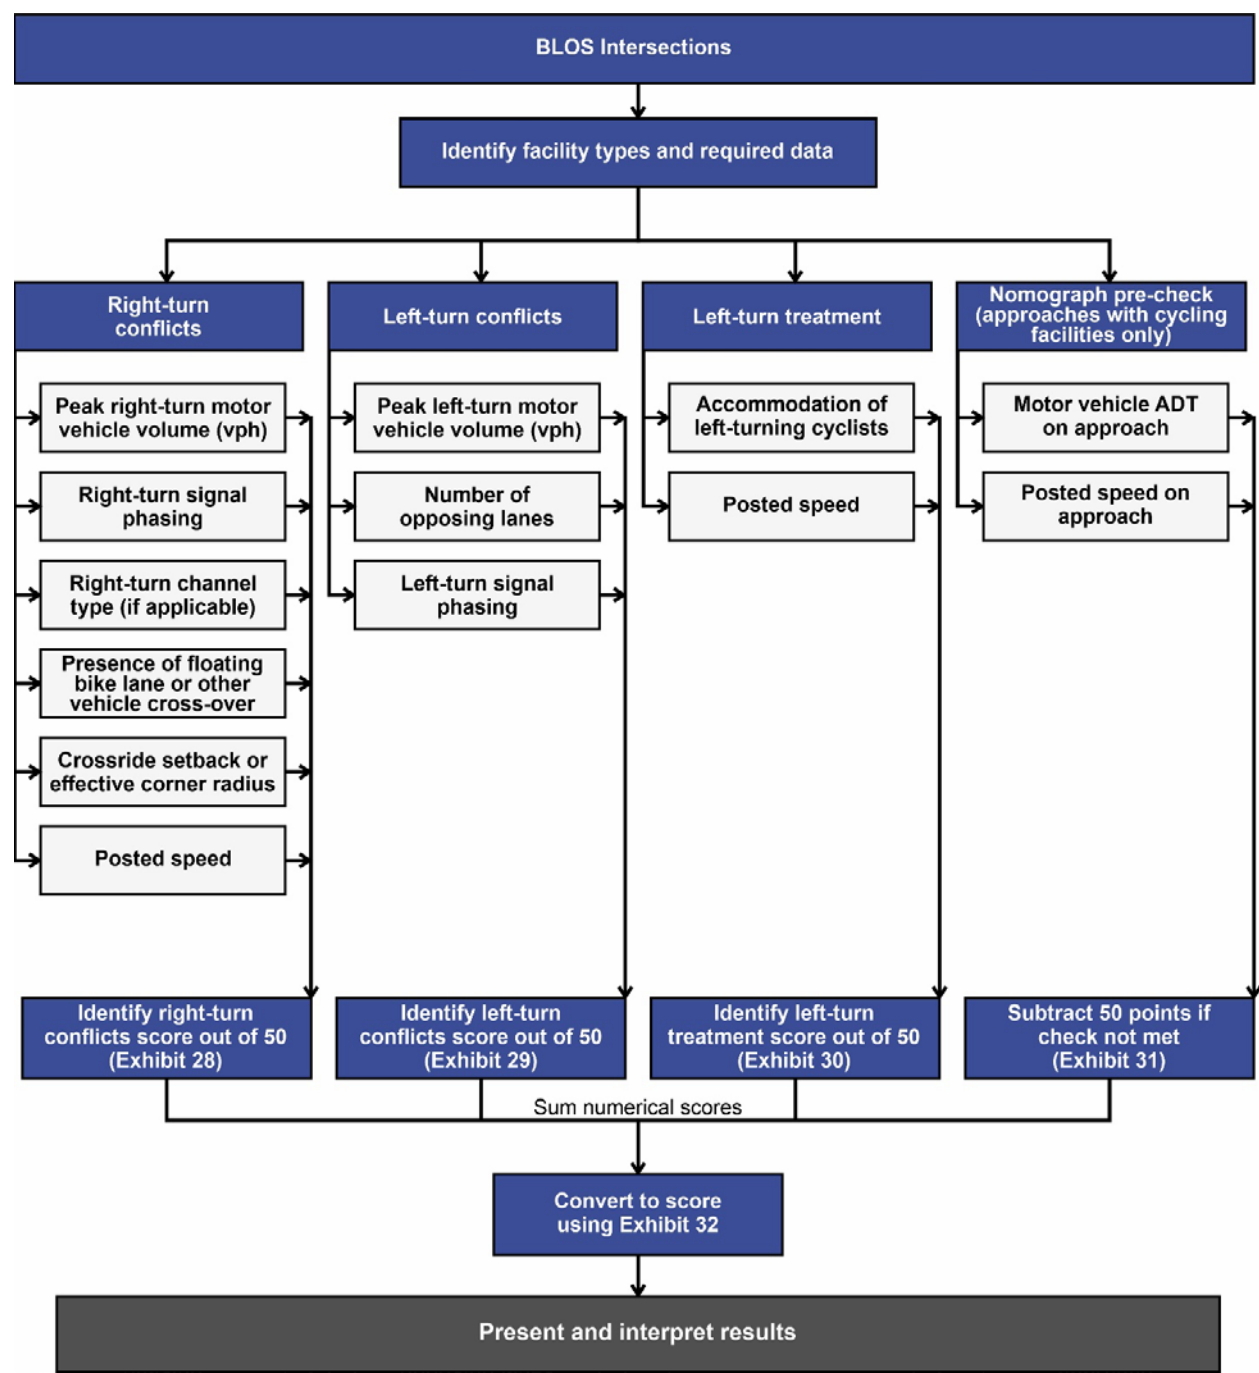 BLOS Intersections
Identify facility types and required data
Right-turn
conflicts
Peak right-turn motor
vehicle volume (vph)
Right-turn signal
phasing
Right-turn channel
type (if applicable)
Presence of floating
bike lane or other
vehicle cross-over
Crossride setback or
effective corner radius
Posted speed
Left-turn conflicts
Peak left-turn motor
vehicle volume (vph)
Number of
opposing lanes
Left-turn signal
phasing
Left-turn treatment
Accommodation of
left-turning cyclists
Posted speed
Nomograph pre-check
(approaches with cycling
facilities only)
Motor vehicle ADT
on approach
Posted speed on
approach
Identify right-turn
conflicts score out of 50
(Exhibit 28)
Identify left-turn
conflicts score out of 50
(Exhibit 29)
Identify left-turn
treatment score out of 50
(Exhibit 30)
Subtract 50 points if
check not met
(Exhibit 31)
Sum numerical scores
Convert to score
using Exhibit 32
Present and interpret results